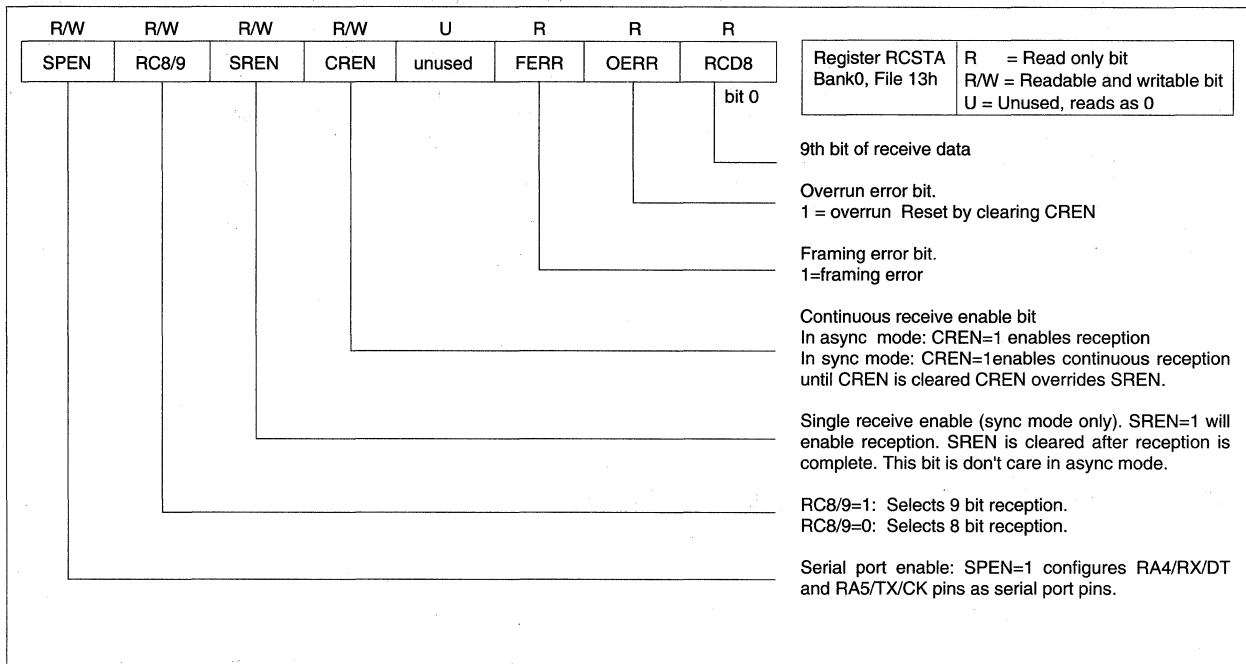 R/W R/W R/W R/W U R R R
SPEN RC8/9 SREN CREN unused FERR OERR RCD8
bit 0
Register RCSTA
Bank0, File 13h
R = Read only bit
R/W = Readable and writable bit
U = Unused, reads as 0
9th bit of receive data
Overrun error bit.
1 = overrun Reset by clearing CREN
Framing error bit.
1=framing error
Continuous receive enable bit
In async mode: CREN=1 enables reception
In sync mode: CREN=1enables continuous reception
until CREN is cleared CREN overrides SREN.
Single receive enable (sync mode only). SREN=1 will
enable reception. SREN is cleared after reception is
complete. This bit is don't care in async mode.
RC8/9=1: Selects 9 bit reception.
RC8/9=0: Selects 8 bit reception.
Serial port enable: SPEN=1 configures RA4/RX/DT
and RA5/TX/CK pins as serial port pins.